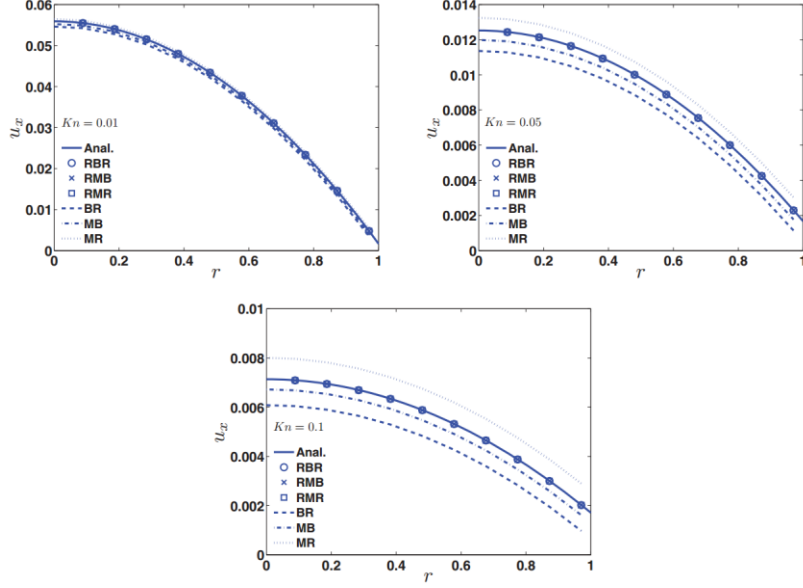 0.06
0.05
0.04
0.03
0.02
0.01
0
u_x
Kn = 0.01
Anal.
RBR
RMB
RMR
BR
MB
MR
0 0.2 0.4 0.6 0.8 1
r
0.014
0.012
0.01
0.008
0.006
0.004
0.002
0
u_x
Kn = 0.05
Anal.
RBR
RMB
RMR
BR
MB
MR
0 0.2 0.4 0.6 0.8 1
r
0.01
0.008
0.006
0.004
0.002
0
u_x
Kn = 0.1
Anal.
RBR
RMB
RMR
BR
MB
MR
0 0.2 0.4 0.6 0.8 1
r